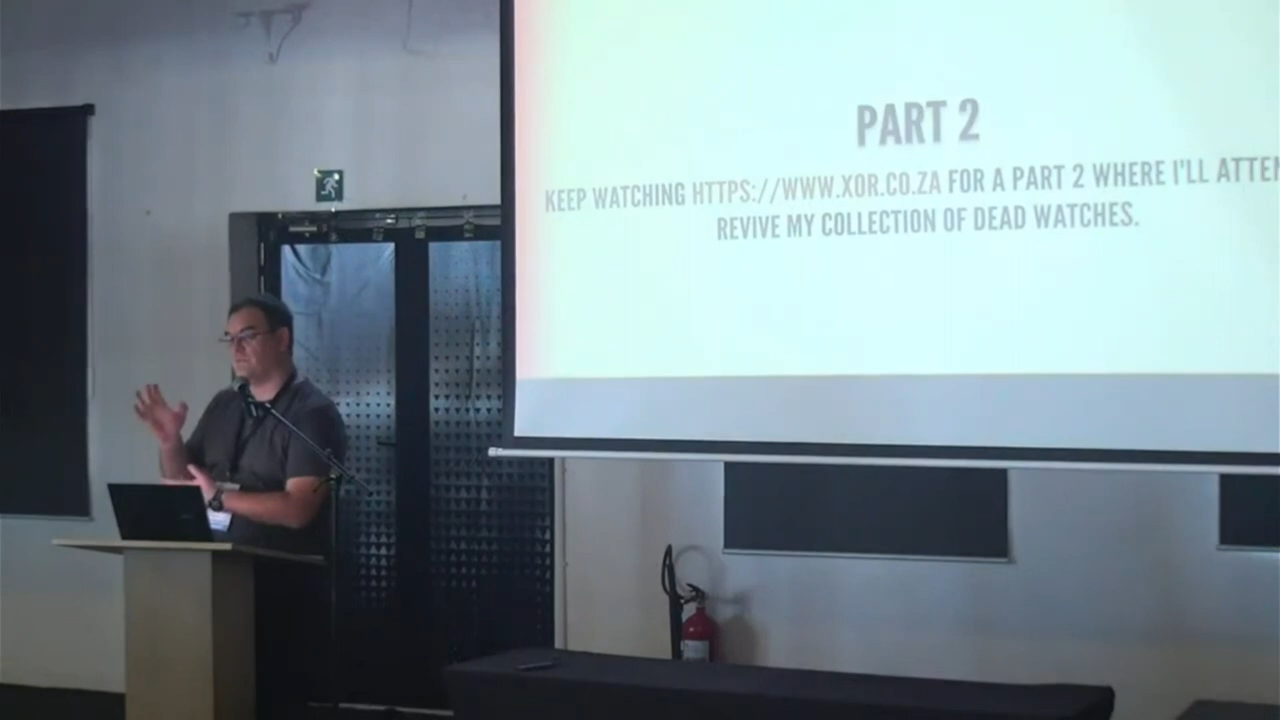 PART 2
KEEP WATCHING HTTPS://WWW.XOR.CO.ZA FOR A PART 2 WHERE I'LL ATTE
REVIVE MY COLLECTION OF DEAD WATCHES.